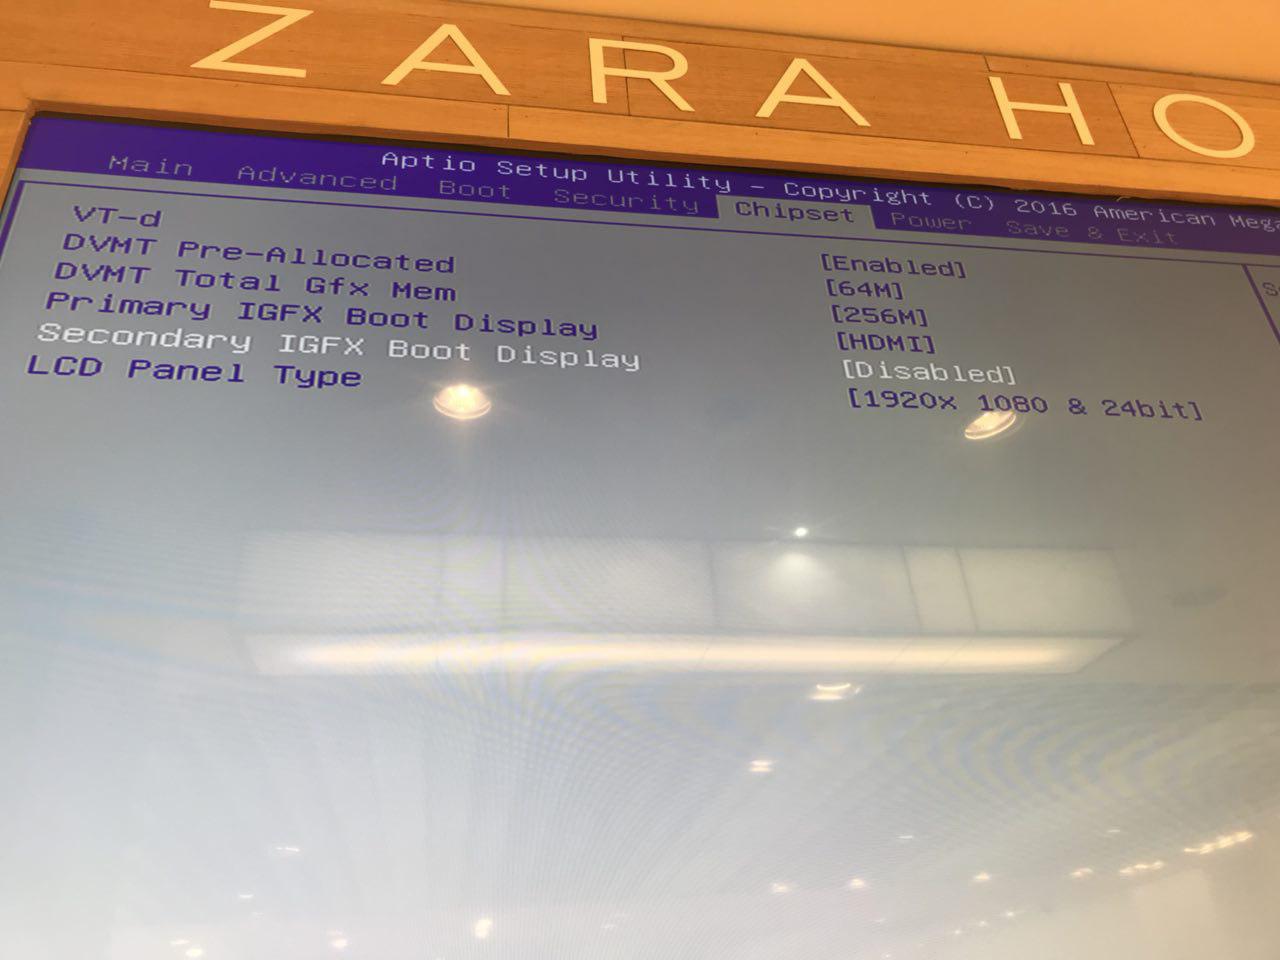 ZARA HO
Aptio Setup Utility - Copyright (C) 2016 American Mega
Main Advanced Boot Security Chipset Power Save & Exit
VT-d [Enabled]
DVMT Pre-Allocated [64M]
DVMT Total Gfx Mem [256M]
Primary IGFX Boot Display [HDMI]
Secondary IGFX Boot Display [Disabled]
LCD Panel Type [1920x 1080 & 24bit]